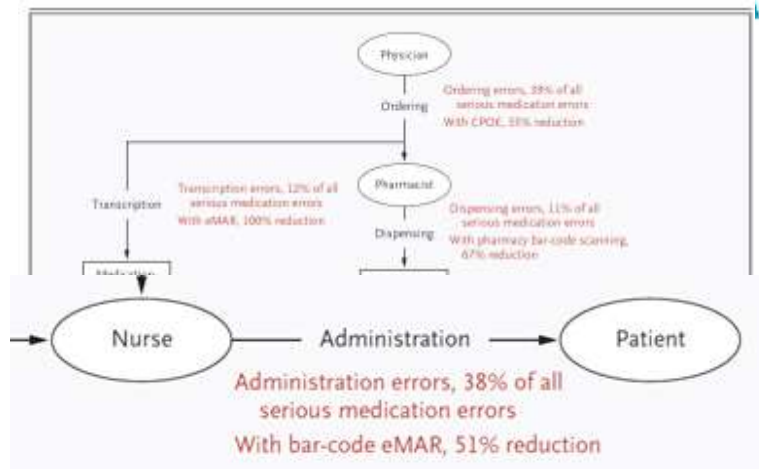 Physician
Ordering
Ordering errors, 39% of all
serious medication errors
With CPOE, 55% reduction
Transcription
Transcription errors, 12% of all
serious medication errors
With eMAR, 100% reduction
Pharmacist
Dispensing
Dispensing errors, 11% of all
serious medication errors
With pharmacy bar-code scanning,
67% reduction
Medication
Nurse
Administration
Patient
Administration errors, 38% of all
serious medication errors
With bar-code eMAR, 51% reduction